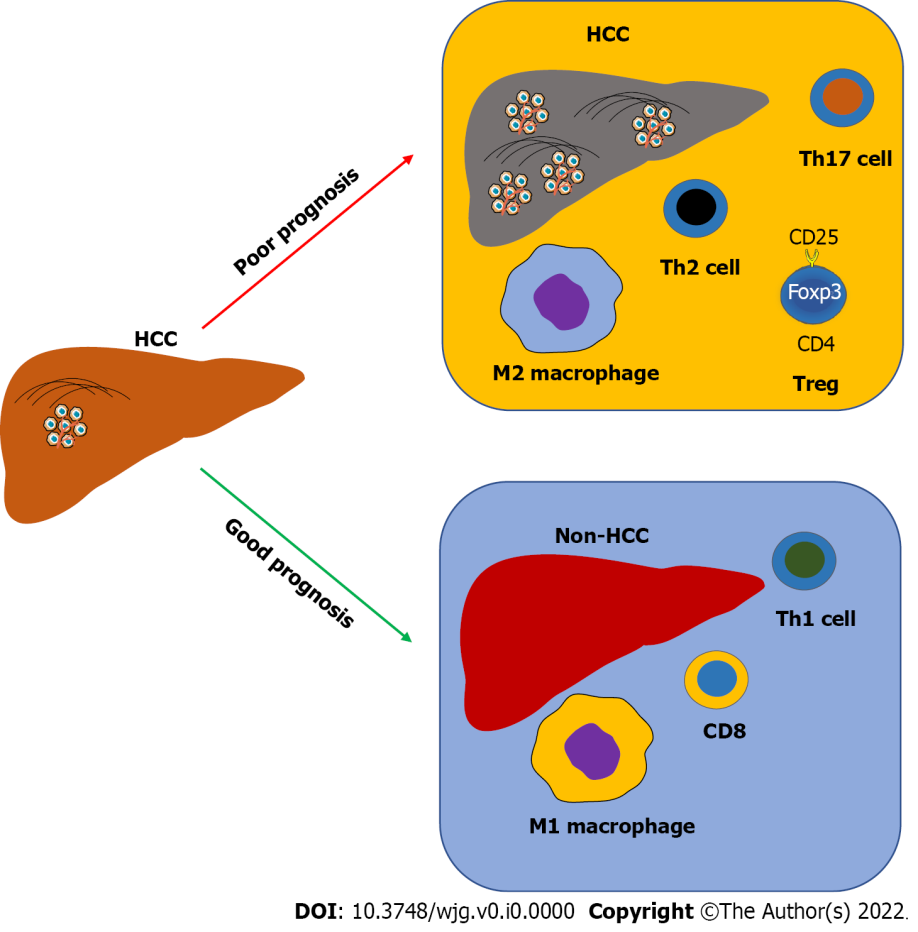 HCC
Th17 cell
Th2 cell
CD25
Foxp3
CD4
Treg
M2 macrophage
Poor prognosis
HCC
Good prognosis
Non-HCC
Th1 cell
CD8
M1 macrophage
DOI: 10.3748/wjg.v0.i0.0000 Copyright ©The Author(s) 2022.